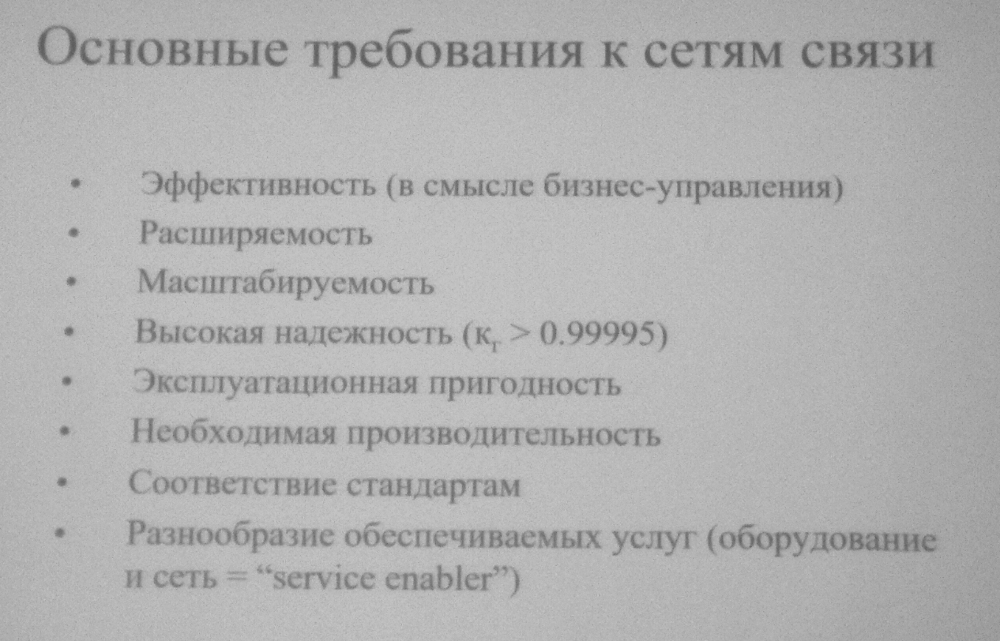 Основные требования к сетям связи
• Эффективность (в смысле бизнес-управления)
• Расширяемость
• Масштабируемость
• Высокая надежность (кг > 0.99995)
• Эксплуатационная пригодность
• Необходимая производительность
• Соответствие стандартам
• Разнообразие обеспечиваемых услуг (оборудование
и сеть = “service enabler”)